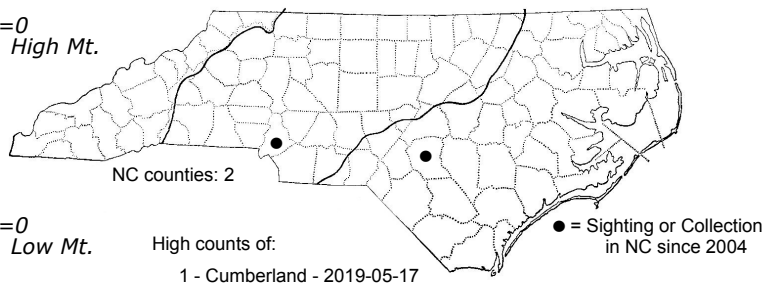 =0
High Mt.
NC counties: 2
=0
Low Mt.
High counts of:
1 - Cumberland - 2019-05-17
● = Sighting or Collection
in NC since 2004